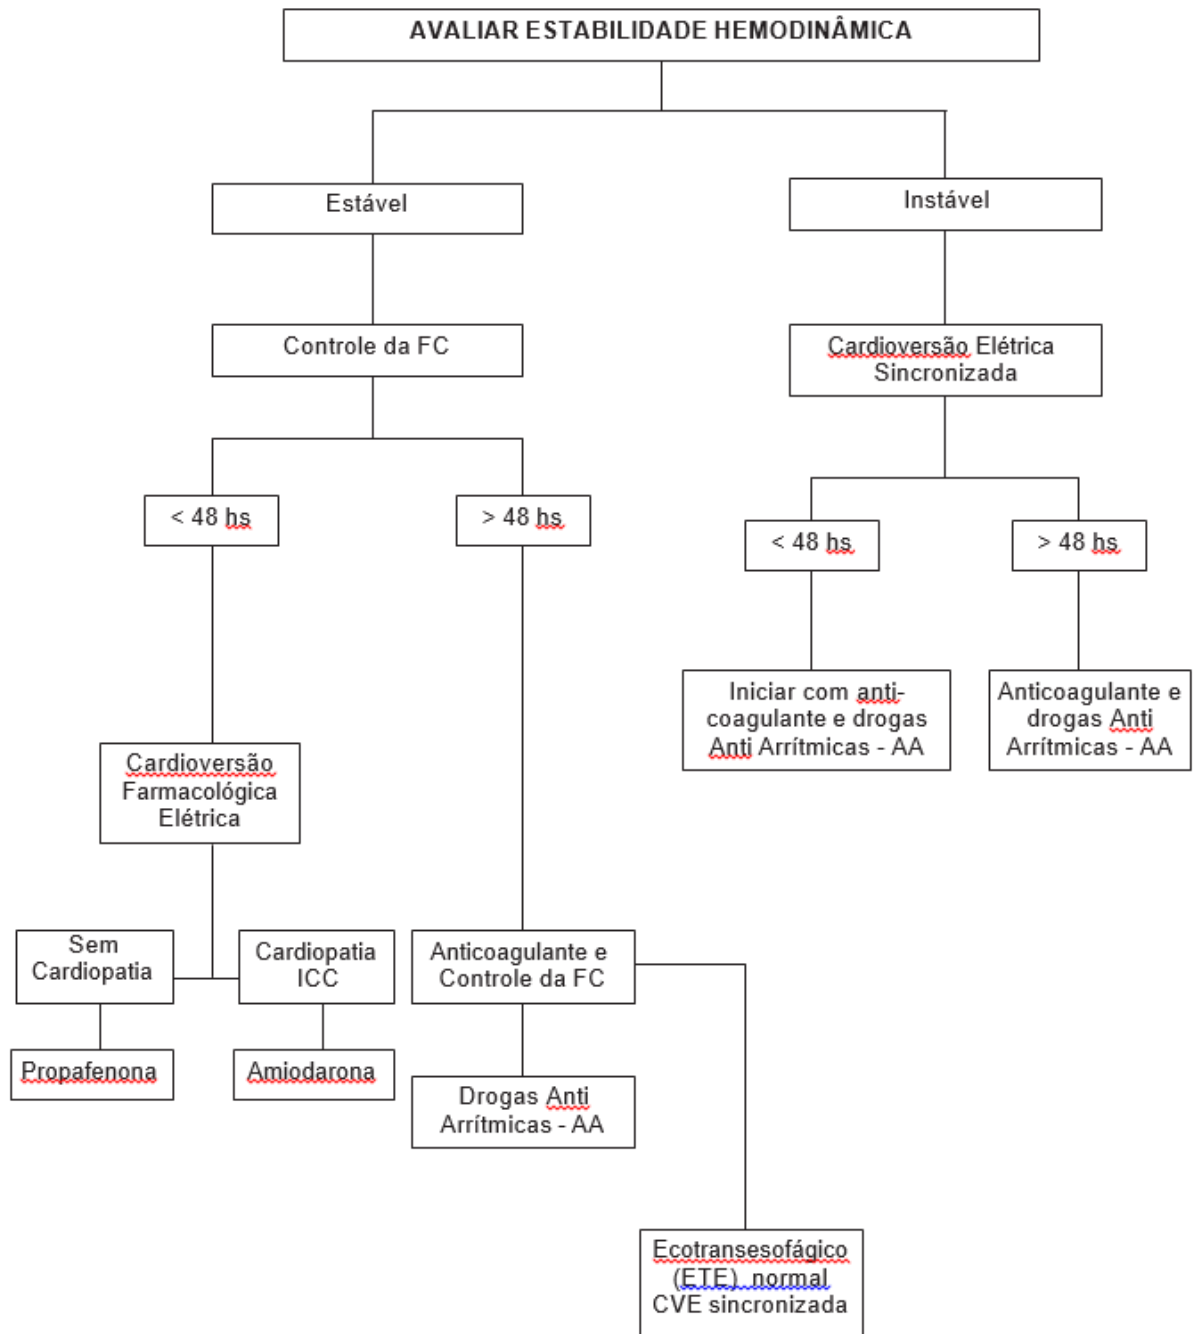 AVALIAR ESTABILIDADE HEMODINÂMICA
Estável
Instável
Controle da FC
Cardioversão Elétrica
Sincronizada
< 48 hs
> 48 hs
< 48 hs
> 48 hs
Iniciar com anti-
coagulante e drogas
Anti Arrítmicas - AA
Anticoagulante e
drogas Anti
Arrítmicas - AA
Cardioversão
Farmacológica
Elétrica
Sem
Cardiopatia
Cardiopatia
ICC
Anticoagulante e
Controle da FC
Propafenona
Amiodarona
Drogas Anti
Arrítmicas - AA
Ecotransesofágico
(ETE) normal
CVE sincronizada